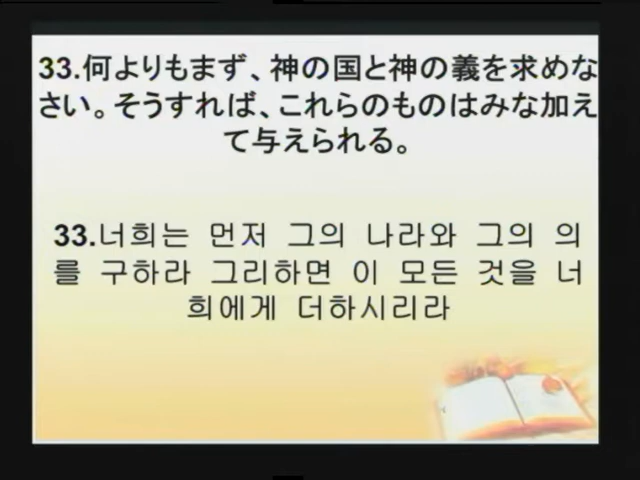 33.何よりもまず、神の国と神の義を求めな
さい。そうすれば、これらのものはみな加え
て与えられる。
33.너희는 먼저 그의 나라와 그의 의
를 구하라 그리하면 이 모든 것을 너
희에게 더하시리라